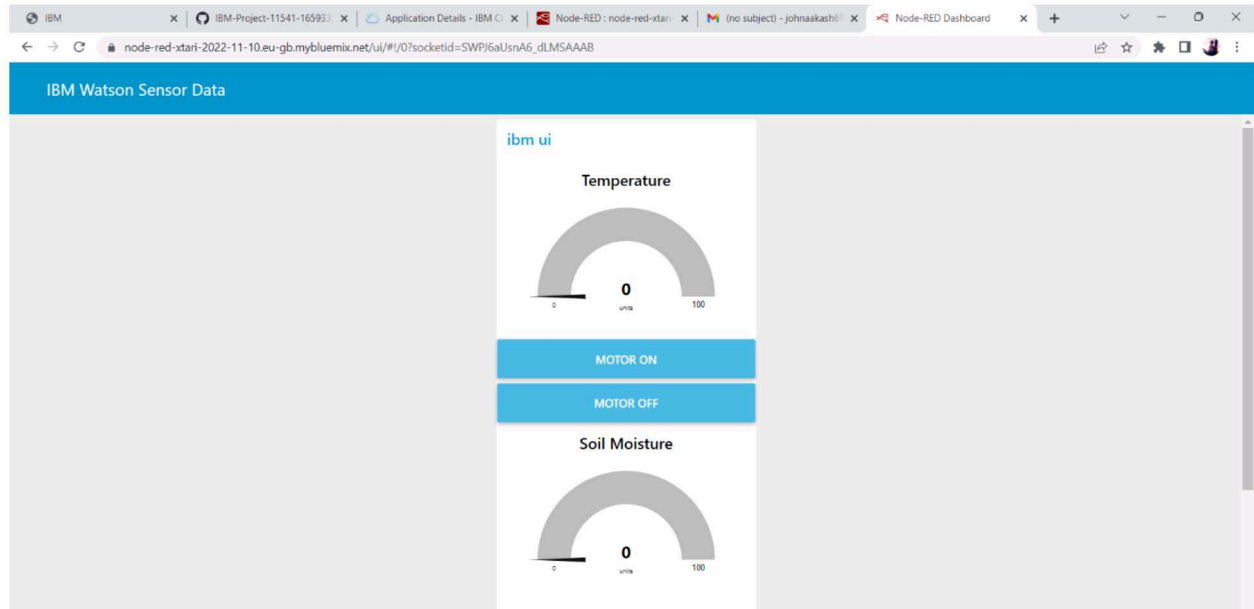 IBM
IBM-Project-11541-165933
Application Details - IBM Cl
Node-RED : node-red-xtari
(no subject) - johnaakash6
Node-RED Dashboard
node-red-xtari-2022-11-10.eu-gb.mybluemix.net/ui/#!/0?socketid=SWPJ6aUsnA6_dLMSAAAB
IBM Watson Sensor Data
ibm ui
Temperature
0
units
0
100
MOTOR ON
MOTOR OFF
Soil Moisture
0
units
0
100